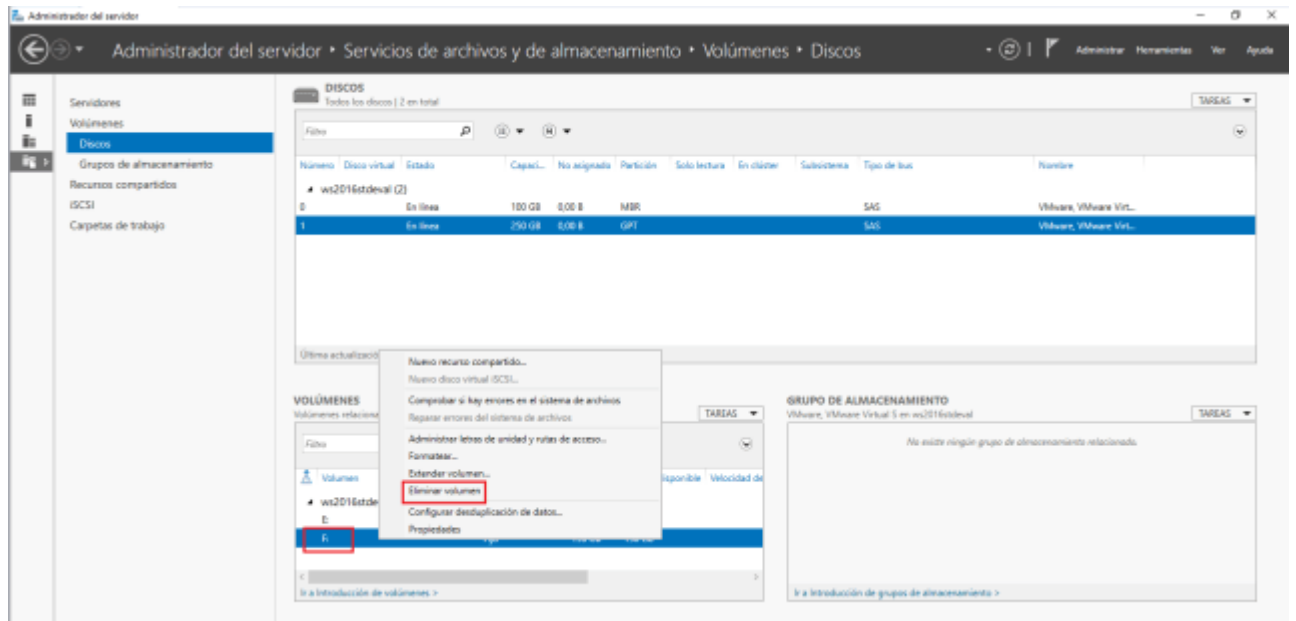 Administrador del servidor
Administrador del servidor • Servicios de archivos y de almacenamiento • Volúmenes • Discos
Administrar Herramientas Ver Ayuda
Servidores
Volúmenes
Discos
Grupos de almacenamiento
Recursos compartidos
iSCSI
Carpetas de trabajo
DISCOS
Todos los discos | 2 en total
TAREAS
Filtro
Número Disco virtual Estado Capaci... No asignado Partición Solo lectura En clúster Subsistema Tipo de bus Nombre
ws2016stdeval (2)
0 En línea 100 GB 0,00 B MBR SAS VMware, VMware Virt...
1 En línea 250 GB 0,00 B GPT SAS VMware, VMware Virt...
Última actualizació
Nuevo recurso compartido...
Nuevo disco virtual iSCSI...
Comprobar si hay errores en el sistema de archivos
Reparar errores del sistema de archivos
Administrar letras de unidad y rutas de acceso...
Formatear...
Extender volumen...
Eliminar volumen
Configurar desduplicación de datos...
Propiedades
VOLÚMENES
Volúmenes relaciona
TAREAS
Filtro
Volumen isponible Velocidad de
ws2016stde
E:
F:
Ir a Introducción de volúmenes >
GRUPO DE ALMACENAMIENTO
VMware, VMware Virtual S en ws2016stdeval
TAREAS
No existe ningún grupo de almacenamiento relacionado.
Ir a Introducción de grupos de almacenamiento >